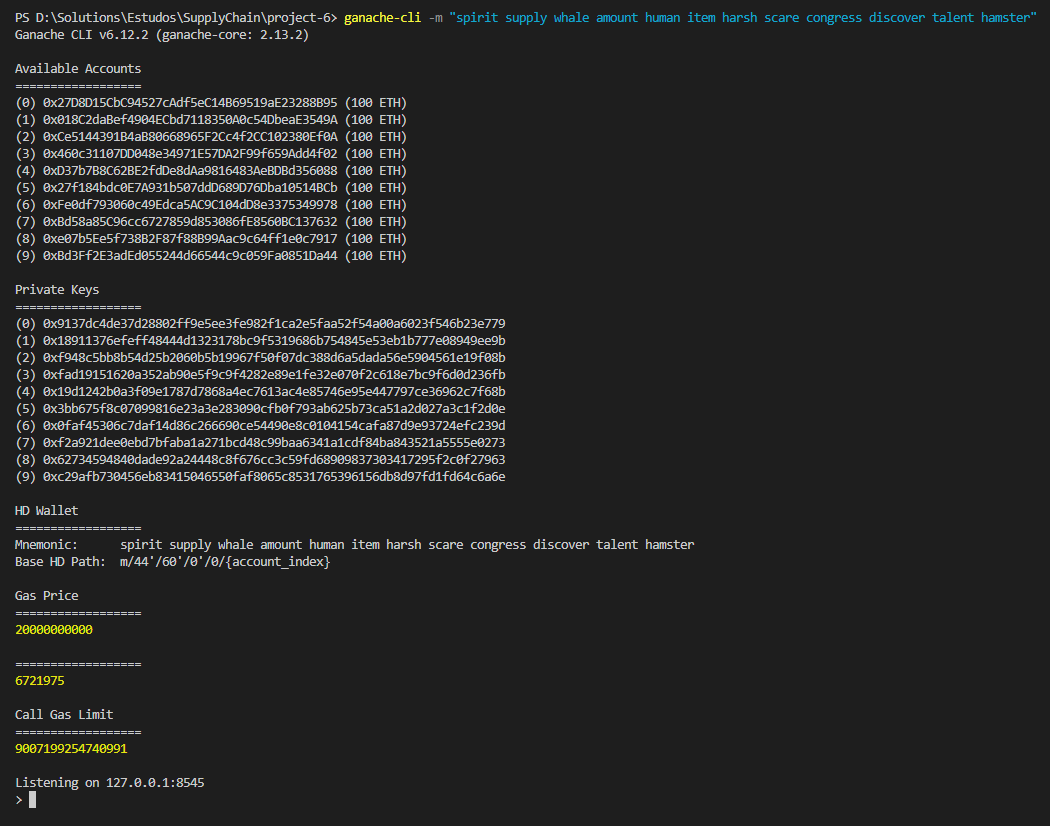 PS D:\Solutions\Estudos\SupplyChain\project-6> ganache-cli -m "spirit supply whale amount human item harsh scare congress discover talent hamster"
Ganache CLI v6.12.2 (ganache-core: 2.13.2)
Available Accounts
==================
(0) 0x27D8D15CbC94527cAdf5eC14B69519aE23288B95 (100 ETH)
(1) 0x018C2daBef4904ECbd7118350A0c54DbeaE3549A (100 ETH)
(2) 0xCe5144391B4aB80668965F2Cc4f2CC102380Ef0A (100 ETH)
(3) 0x460c31107DD048e34971E57DA2F99f659Add4f02 (100 ETH)
(4) 0xD37b7B8C62BE2fdDe8dAa9816483AeBDBd356088 (100 ETH)
(5) 0x27f184bdc0E7A931b507ddD689D76Dba10514BCb (100 ETH)
(6) 0xFe0df793060c49Edca5AC9C104dD8e3375349978 (100 ETH)
(7) 0xBd58a85C96cc6727859d853086fE8560BC137632 (100 ETH)
(8) 0xe07b5Ee5f738B2F87f88B99Aac9c64ff1e0c7917 (100 ETH)
(9) 0xBd3Ff2E3adEd055244d66544c9c059Fa0851Da44 (100 ETH)
Private Keys
==================
(0) 0x9137dc4de37d28802ff9e5ee3fe982f1ca2e5faa52f54a00a6023f546b23e779
(1) 0x18911376efeff48444d1323178bc9f5319686b754845e53eb1b777e08949ee9b
(2) 0xf948c5bb8b54d25b2060b5b19967f50f07dc388d6a5dada56e5904561e19f08b
(3) 0xfad19151620a352ab90e5f9c9f4282e89e1fe32e070f2c618e7bc9f6d0d236fb
(4) 0x19d1242b0a3f09e1787d7868a4ec7613ac4e85746e95e447797ce36962c7f68b
(5) 0x3bb675f8c07099816e23a3e283090cfb0f793ab625b73ca51a2d027a3c1f2d0e
(6) 0x0faf45306c7daf14d86c266690ce54490e8c0104154cafa87d9e93724efc239d
(7) 0xf2a921dee0ebd7bfaba1a271bcd48c99baa6341a1cdf84ba843521a5555e0273
(8) 0x62734594840dade92a24448c8f676cc3c59fd68909837303417295f2c0f27963
(9) 0xc29afb730456eb83415046550faf8065c8531765396156db8d97fd1fd64c6a6e
HD Wallet
==================
Mnemonic:      spirit supply whale amount human item harsh scare congress discover talent hamster
Base HD Path:  m/44'/60'/0'/0/{account_index}
Gas Price
==================
20000000000
==================
6721975
Call Gas Limit
==================
9007199254740991
Listening on 127.0.0.1:8545
>